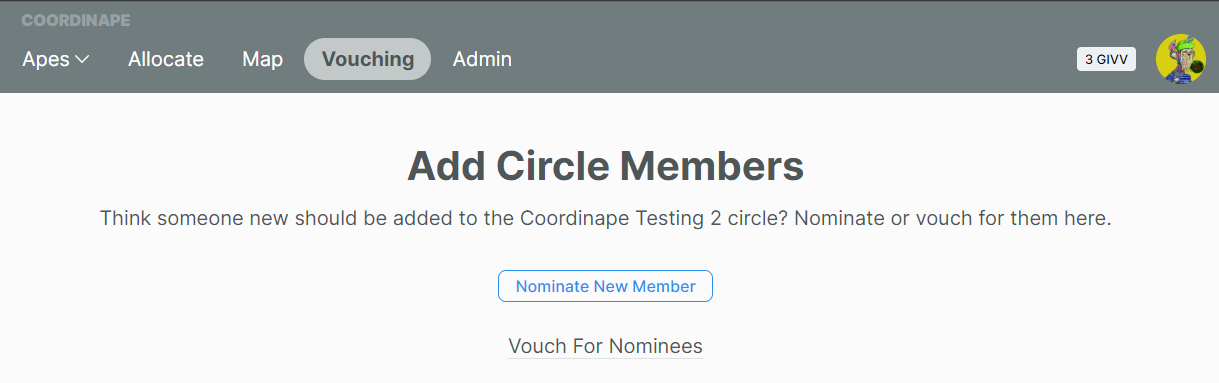 COORDINAPE
Apes Allocate Map Vouching Admin 3 GIVV
Add Circle Members
Think someone new should be added to the Coordinape Testing 2 circle? Nominate or vouch for them here.
Nominate New Member
Vouch For Nominees